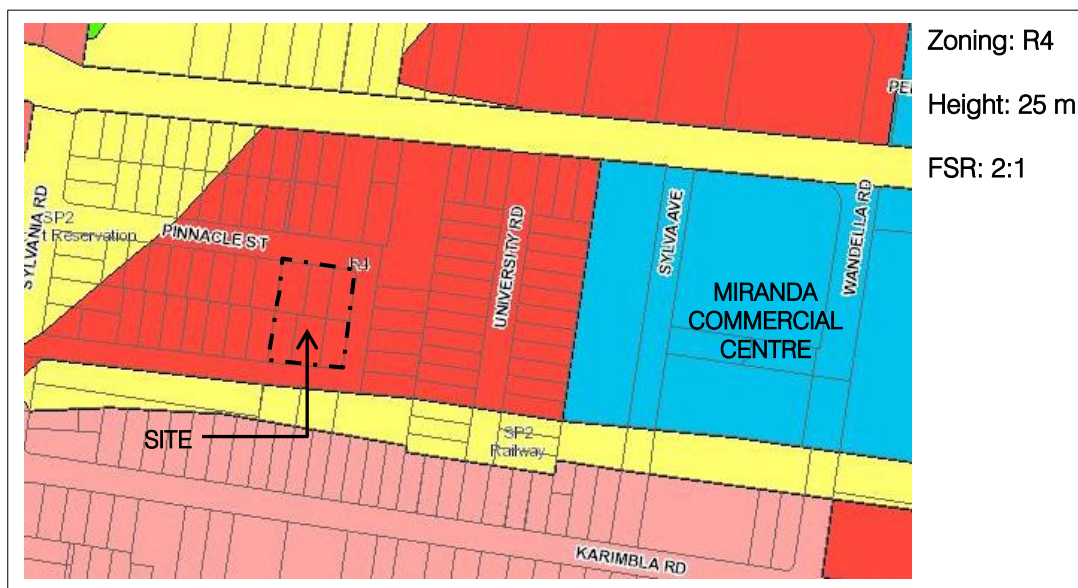 Zoning: R4
Height: 25 m
FSR: 2:1
PE
SYLVANIA RD
SP2
t Reservation
PINNACLE ST
R4
UNIVERSITY RD
SYLVA AVE
WANDELLA RD
MIRANDA
COMMERCIAL
CENTRE
SITE
SP2
Railway
KARIMBLA RD